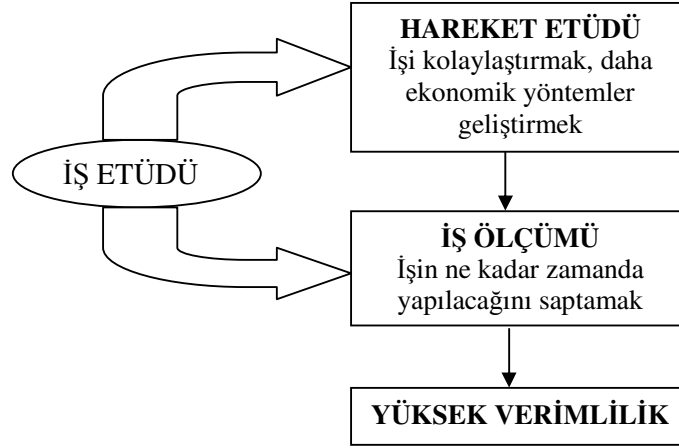 HAREKET ETÜDÜ
İşi kolaylaştırmak, daha
ekonomik yöntemler
geliştirmek
İŞ ETÜDÜ
İŞ ÖLÇÜMÜ
İşin ne kadar zamanda
yapılacağını saptamak
YÜKSEK VERİMLİLİK